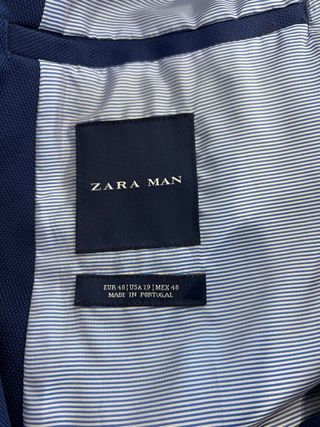 ZARA MAN
EUR 48 | USA 19 | MEX 48
MADE IN PORTUGAL